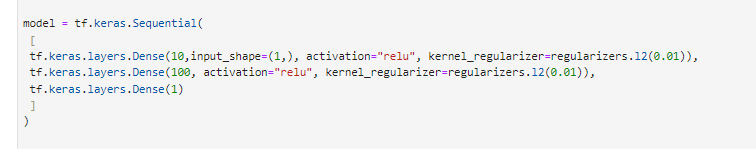 model = tf.keras.Sequential(
[
tf.keras.layers.Dense(10,input_shape=(1,), activation="relu", kernel_regularizer=regularizers.l2(0.01)),
tf.keras.layers.Dense(100, activation="relu", kernel_regularizer=regularizers.l2(0.01)),
tf.keras.layers.Dense(1)
]
)